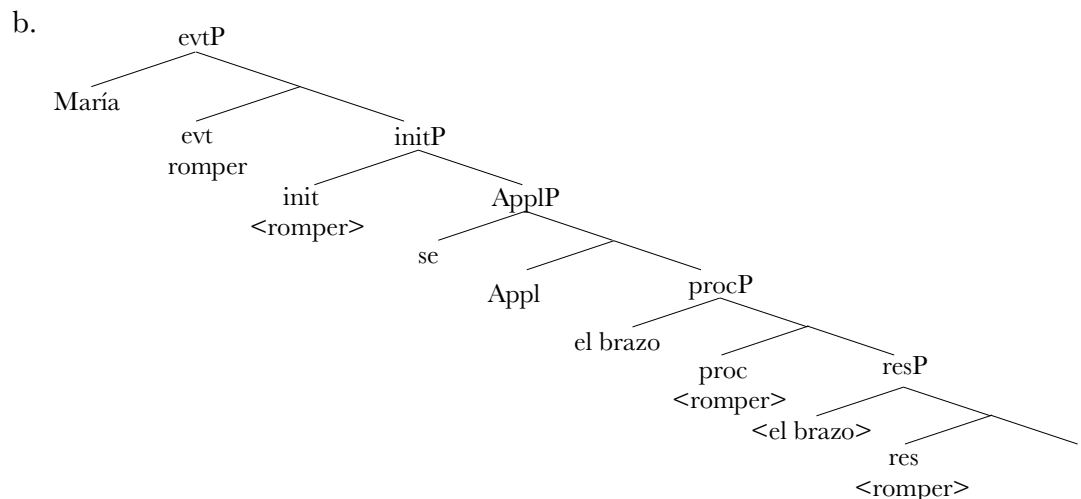 b.
evtP
María
evt
romper
initP
init
<romper>
ApplP
se
Appl
procP
el brazo
proc
<romper>
resP
<el brazo>
res
<romper>